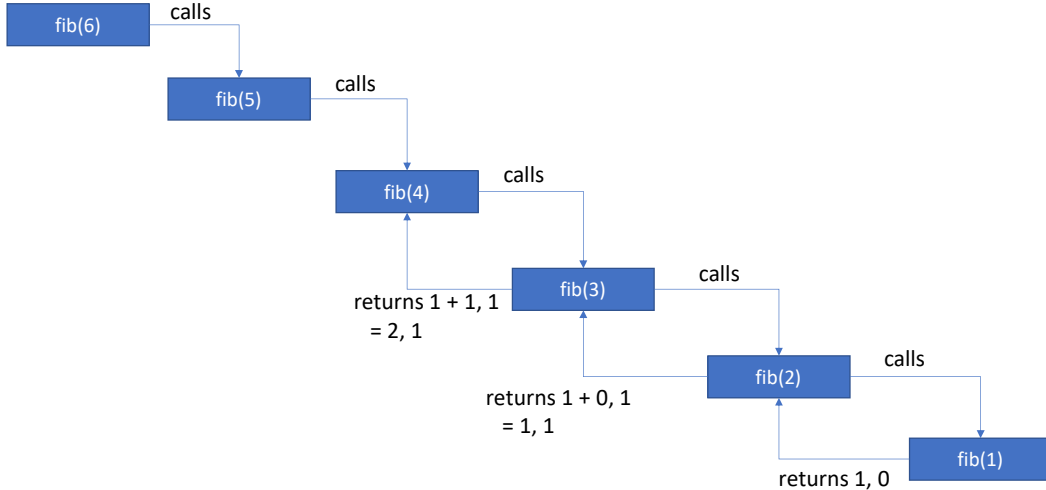 fib(6)
calls
fib(5)
calls
fib(4)
calls
fib(3)
calls
returns 1 + 1, 1
= 2, 1
fib(2)
calls
returns 1 + 0, 1
= 1, 1
fib(1)
returns 1, 0